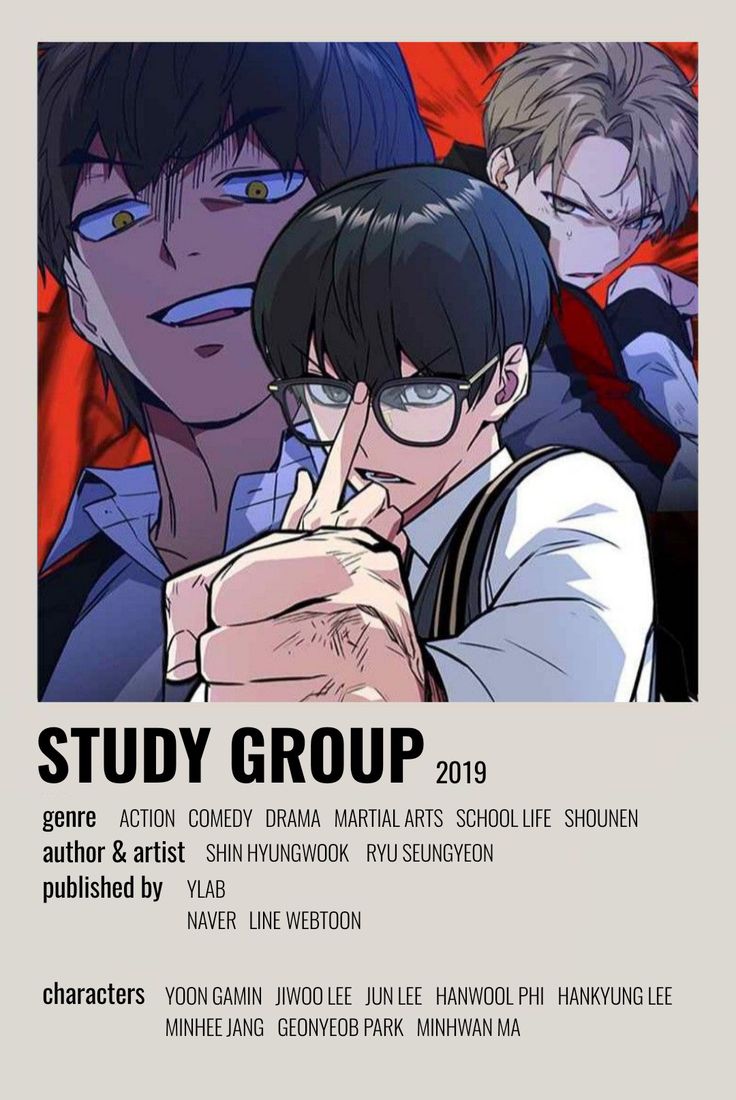 STUDY GROUP 2019
genre ACTION COMEDY DRAMA MARTIAL ARTS SCHOOL LIFE SHOUNEN
author & artist SHIN HYUNGWOOK RYU SEUNGYEON
published by YLAB
NAVER LINE WEBTOON
characters YOON GAMIN JIWOO LEE JUN LEE HANWOOL PHI HANKYUNG LEE
MINHEE JANG GEONYEOB PARK MINHWAN MA